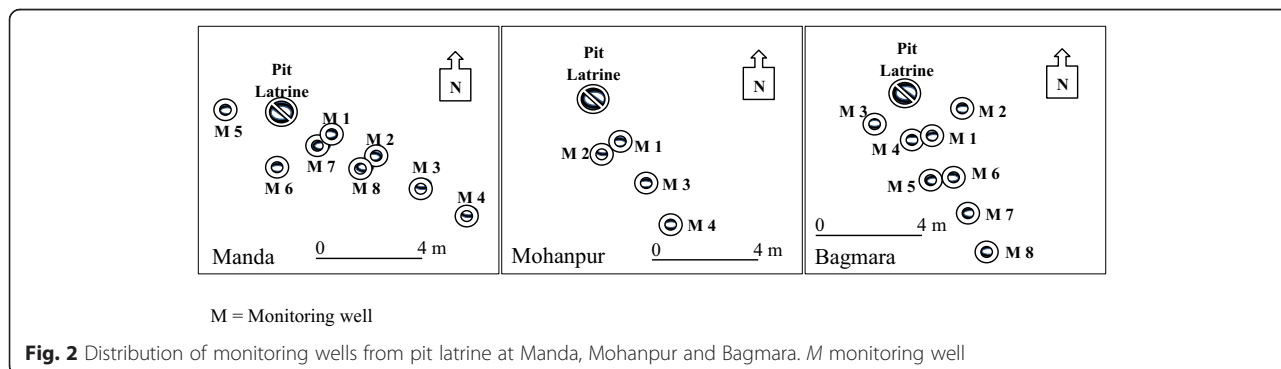 Pit
Latrine
N
M 5
M 1
M 2
M 7
M 6
M 8
M 3
M 4
0 4 m
Manda
Pit
Latrine
N
M 2
M 1
M 3
M 4
0 4 m
Mohanpur
Pit
Latrine
N
M 3
M 2
M 4
M 1
M 5
M 6
M 7
M 8
0 4 m
Bagmara
M = Monitoring well
Fig. 2 Distribution of monitoring wells from pit latrine at Manda, Mohanpur and Bagmara. M monitoring well